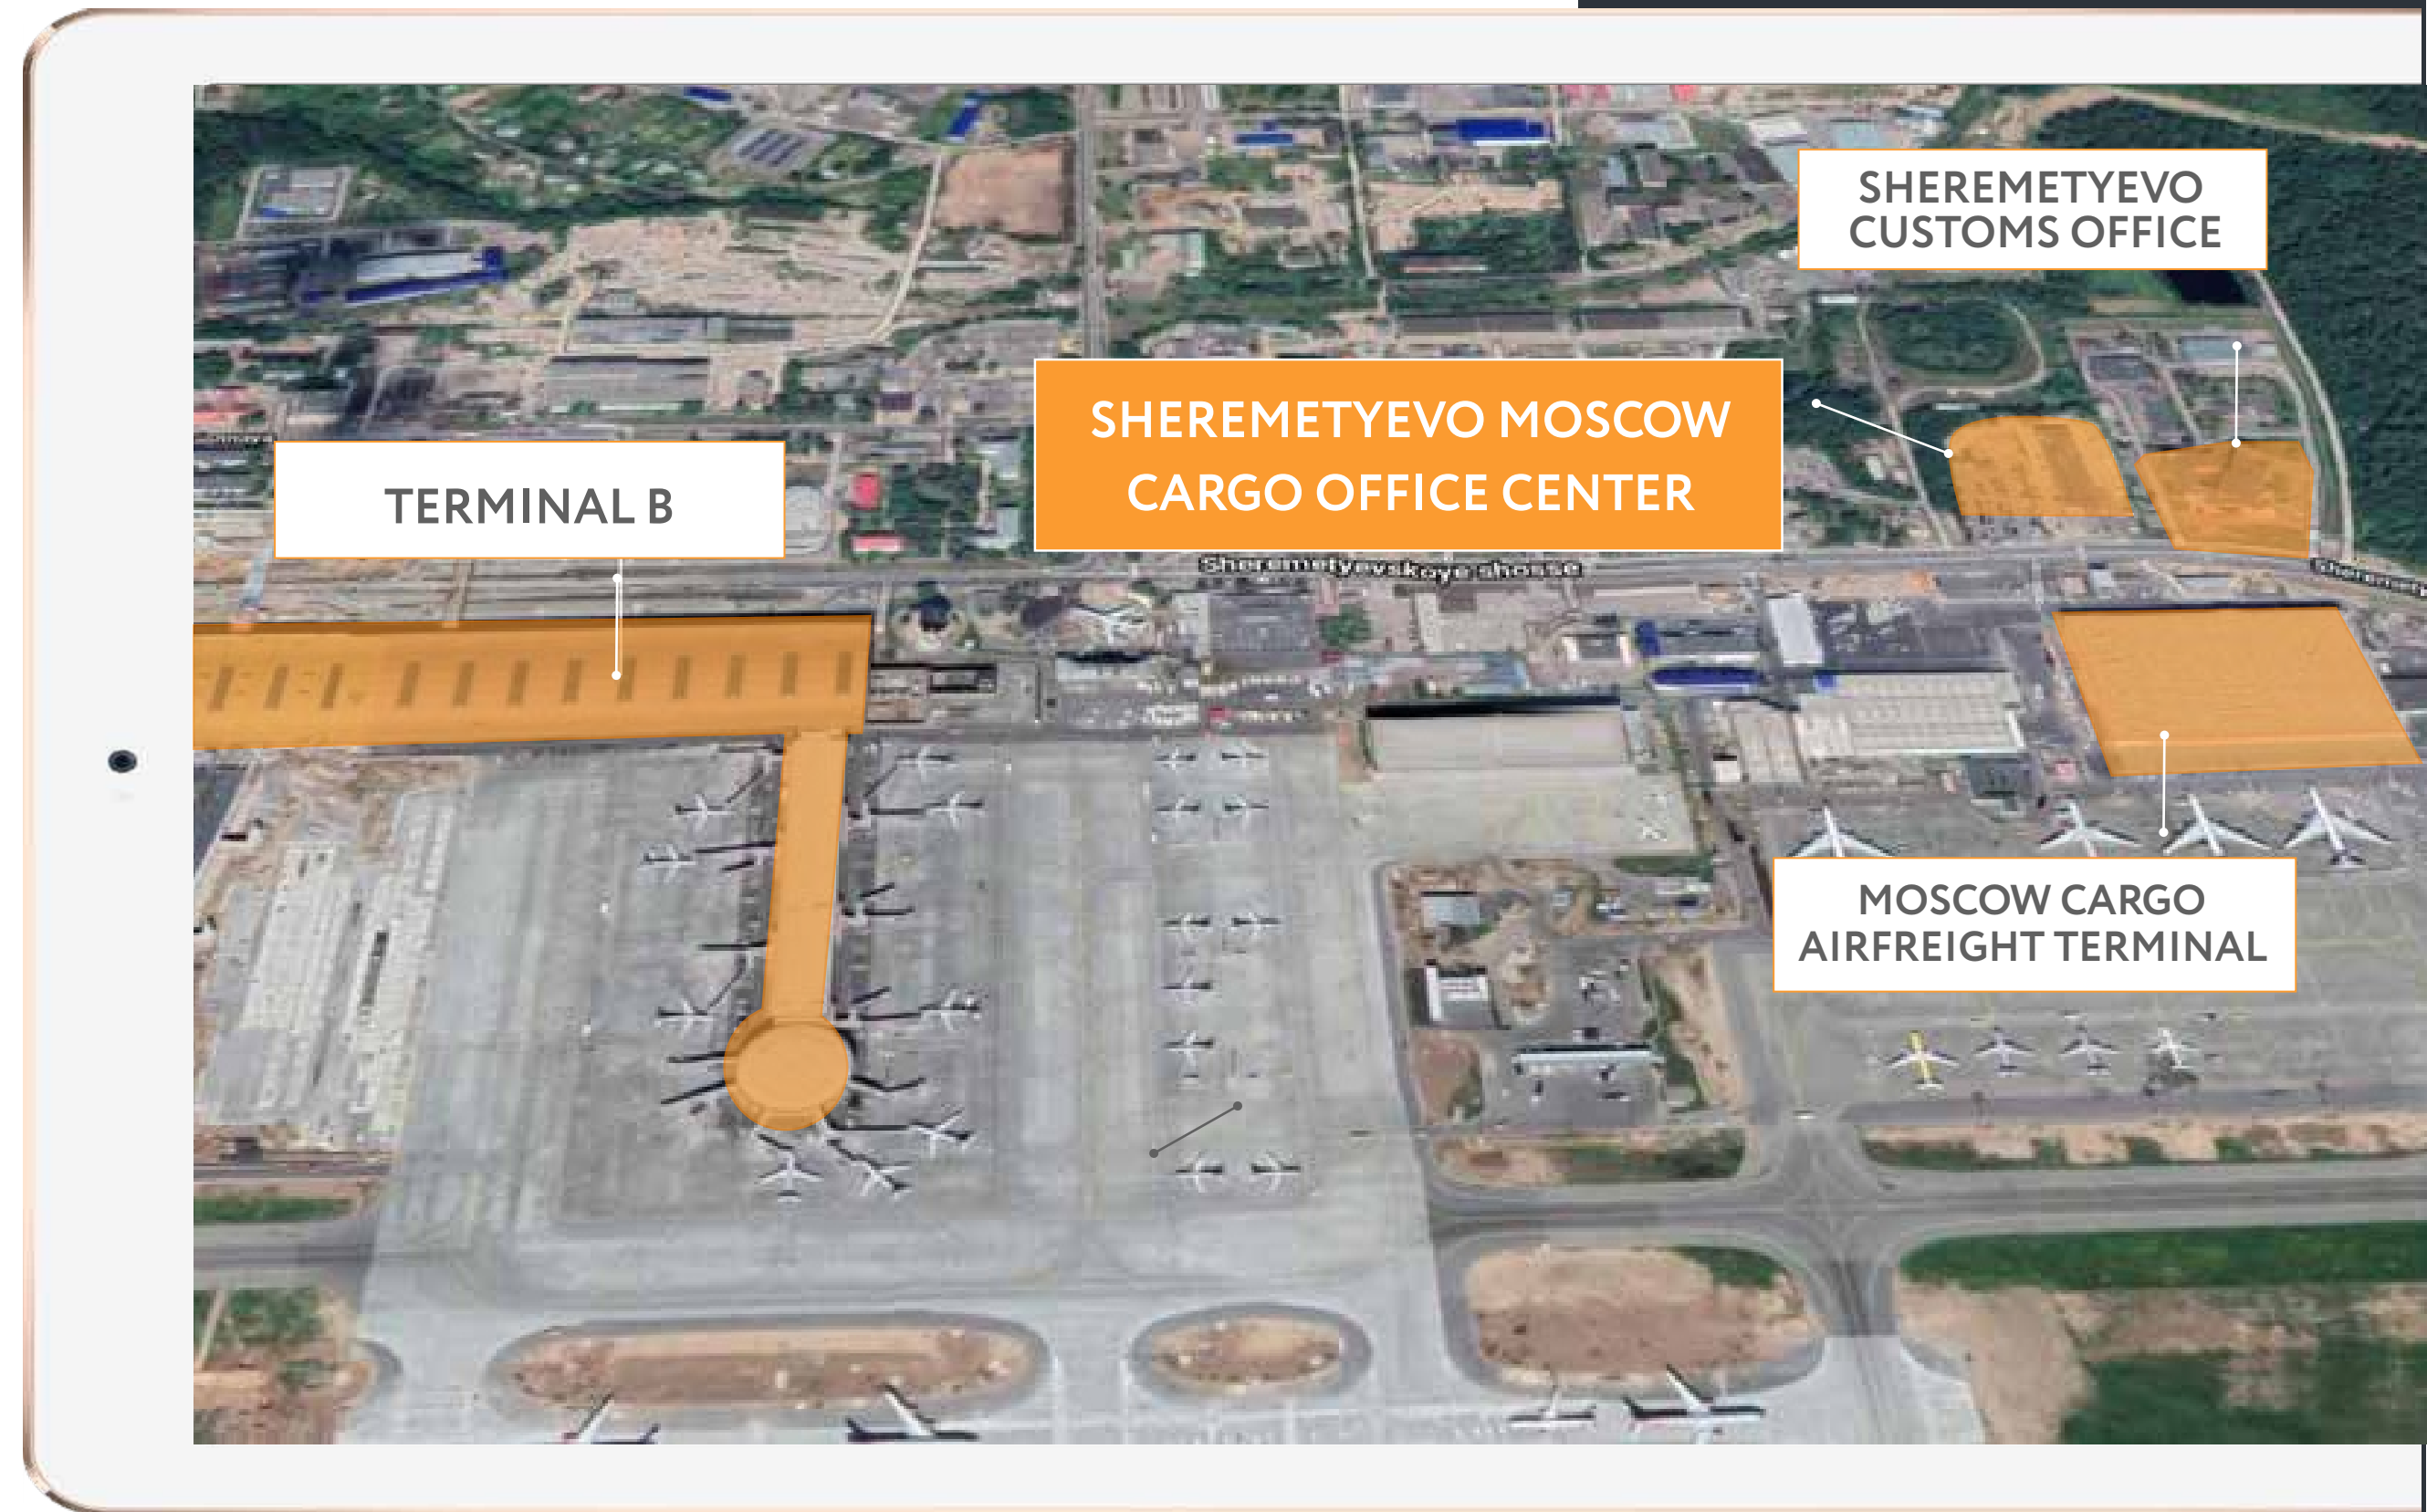 SHEREMETYEVO
CUSTOMS OFFICE
SHEREMETYEVO MOSCOW
CARGO OFFICE CENTER
TERMINAL B
Sheremetyevskoye shosse
MOSCOW CARGO
AIRFREIGHT TERMINAL